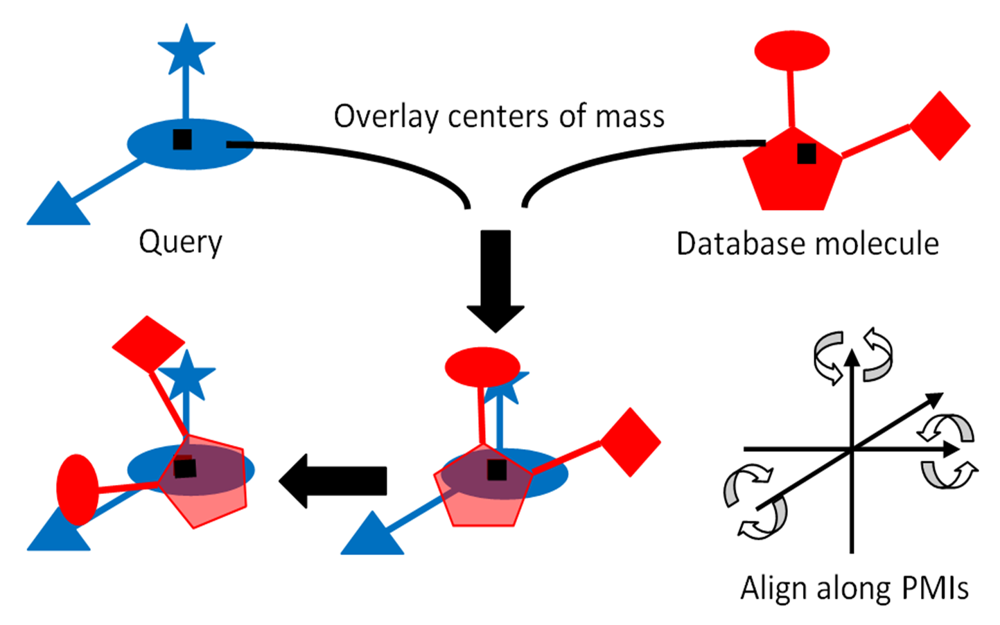 Overlay centers of mass
Query
Database molecule
Align along PMIs